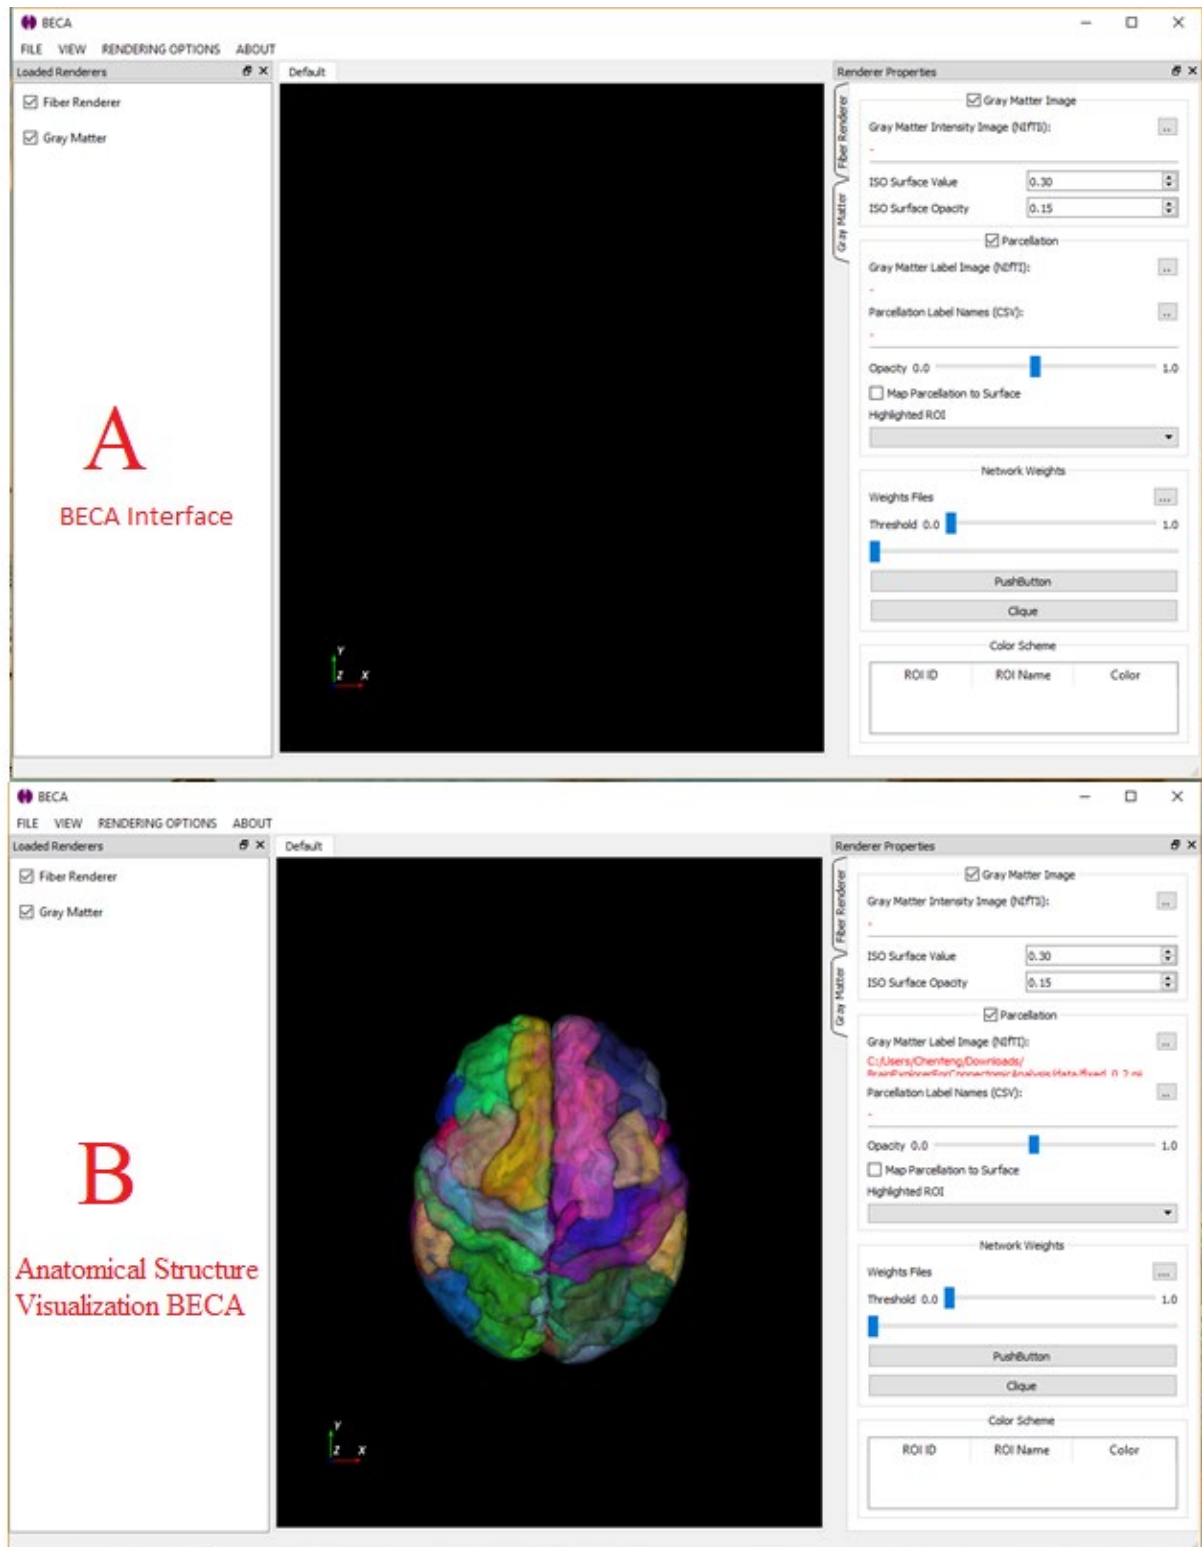 BECA
FILE VIEW RENDERING OPTIONS ABOUT
Loaded Renderers
Default
Renderer Properties
Fiber Renderer
Gray Matter
A
BECA Interface
Y
Z X
Fiber Renderer
Gray Matter
Gray Matter Image
Gray Matter Intensity Image (NIfTI):
-
ISO Surface Value 0.30
ISO Surface Opacity 0.15
Parcellation
Gray Matter Label Image (NIfTI):
..
-
Parcellation Label Names (CSV):
..
-
Opacity 0.0 1.0
Map Parcellation to Surface
Highlighted ROI
Network Weights
Weights Files ...
Threshold 0.0 1.0
PushButton
Clique
Color Scheme
ROI ID ROI Name Color
BECA
FILE VIEW RENDERING OPTIONS ABOUT
Loaded Renderers
Default
Renderer Properties
Fiber Renderer
Gray Matter
B
Anatomical Structure
Visualization BECA
Y
Z X
Fiber Renderer
Gray Matter
Gray Matter Image
Gray Matter Intensity Image (NIfTI):
..
-
ISO Surface Value 0.30
ISO Surface Opacity 0.15
Parcellation
Gray Matter Label Image (NIfTI):
..
C:/Users/Chenfeng/Downloads/
BrainExplorerForConnectomicAnalysis/data/fixed_0_2.ni
Parcellation Label Names (CSV):
..
-
Opacity 0.0 1.0
Map Parcellation to Surface
Highlighted ROI
Network Weights
Weights Files ...
Threshold 0.0 1.0
PushButton
Clique
Color Scheme
ROI ID ROI Name Color